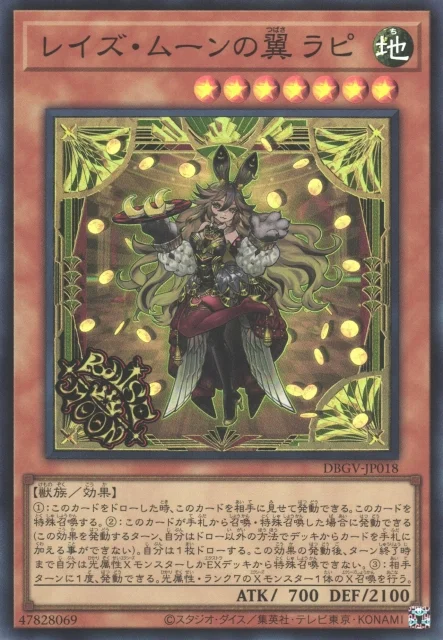 レイズ・ムーンの翼 ラピ
つばさ
地
ち
RAISE THE MOON
DBGV-JP018
【獣族／効果】
①：このカードをドローした時、このカードを相手に見せて発動できる。このカードを
特殊召喚する。②：このカードが手札から召喚・特殊召喚した場合に発動できる
(この効果を発動するターン、自分はドロー以外の方法でデッキからカードを手札に
加える事ができない)。自分は１枚ドローする。この効果の発動後、ターン終了時
まで自分は光属性ＸモンスターしかEXデッキから特殊召喚できない。③：相手
ターンに１度、発動できる。光属性・ランク７のＸモンスター１体のＸ召喚を行う。
ATK/ 700 DEF/2100
47828069
©スタジオ・ダイス／集英社・テレビ東京・KONAMI